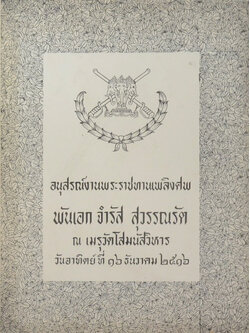 อนุสรณ์งานพระราชทานเพลิงศพ
พันเอก จำรัส สุวรรณรัต
ณ เมรุวัดโสมนัสวิหาร
วันอาทิตย์ที่ ๑๖ ธันวาคม ๒๕๑๖